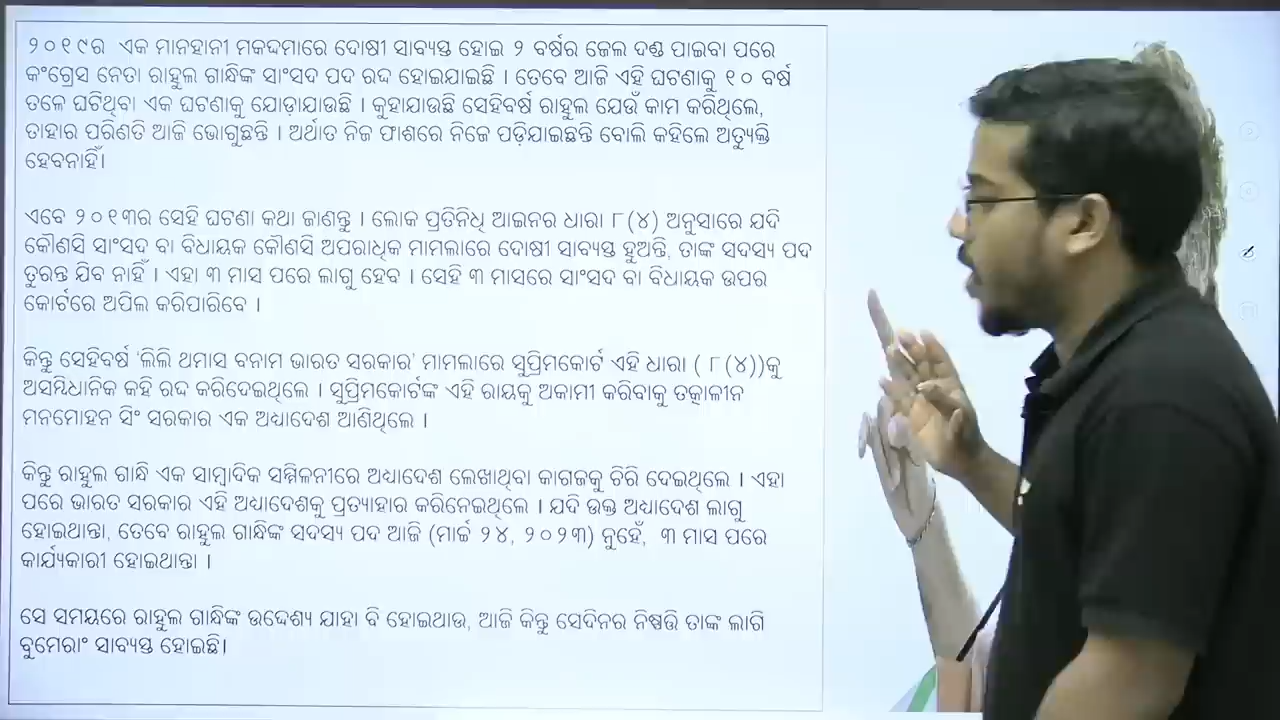 ୨୦୧୯ର ଏକ ମାନହାନୀ ମକଦ୍ଦମାରେ ଦୋଷୀ ସାବ୍ୟସ୍ତ ହୋଇ ୨ ବର୍ଷର ଜେଲ ଦଣ୍ଡ ପାଇବା ପରେ
କଂଗ୍ରେସ ନେତା ରାହୁଲ ଗାନ୍ଧିଙ୍କ ସାଂସଦ ପଦ ରଦ୍ଦ ହୋଇଯାଇଛି । ତେବେ ଆଜି ଏହି ଘଟଣାକୁ ୧୦ ବର୍ଷ
ତଳେ ଘଟିଥିବା ଏକ ଘଟଣାକୁ ଯୋଡ଼ାଯାଉଛି । କୁହାଯାଉଛି ସେହିବର୍ଷ ରାହୁଲ ଯେଉଁ କାମ କରିଥିଲେ,
ତାହାର ପରିଣତି ଆଜି ଭୋଗୁଛନ୍ତି । ଅର୍ଥାତ ନିଜ ଫାଶରେ ନିଜେ ପଡ଼ିଯାଇଛନ୍ତି ବୋଲି କହିଲେ ଅତ୍ୟୁକ୍ତି
ହେବନାହିଁ।
ଏବେ ୨୦୧୩ର ସେହି ଘଟଣା କଥା ଜାଣନ୍ତୁ । ଲୋକ ପ୍ରତିନିଧି ଆଇନର ଧାରା ୮(୪) ଅନୁସାରେ ଯଦି
କୌଣସି ସାଂସଦ ବା ବିଧାୟକ କୌଣସି ଅପରାଧିକ ମାମଲାରେ ଦୋଷୀ ସାବ୍ୟସ୍ତ ହୁଅନ୍ତି, ତାଙ୍କ ସଦସ୍ୟ ପଦ
ତୁରନ୍ତ ଯିବ ନାହିଁ । ଏହା ୩ ମାସ ପରେ ଲାଗୁ ହେବ । ସେହି ୩ ମାସରେ ସାଂସଦ ବା ବିଧାୟକ ଉପର
କୋର୍ଟରେ ଅପିଲ କରିପାରିବେ ।
କିନ୍ତୁ ସେହିବର୍ଷ ‘ଲିଲି ଥମାସ ବନାମ ଭାରତ ସରକାର’ ମାମଲାରେ ସୁପ୍ରିମକୋର୍ଟ ଏହି ଧାରା ( ୮(୪))କୁ
ଅସମ୍ବିଧାନିକ କହି ରଦ୍ଦ କରିଦେଇଥିଲେ । ସୁପ୍ରିମକୋର୍ଟଙ୍କ ଏହି ରାୟକୁ ଅକାମୀ କରିବାକୁ ତତ୍କାଳୀନ
ମନମୋହନ ସିଂ ସରକାର ଏକ ଅଧ୍ୟାଦେଶ ଆଣିଥିଲେ ।
କିନ୍ତୁ ରାହୁଲ ଗାନ୍ଧି ଏକ ସାମ୍ବାଦିକ ସମ୍ମିଳନୀରେ ଅଧ୍ୟାଦେଶ ଲେଖାଥିବା କାଗଜକୁ ଚିରି ଦେଇଥିଲେ । ଏହା
ପରେ ଭାରତ ସରକାର ଏହି ଅଧ୍ୟାଦେଶକୁ ପ୍ରତ୍ୟାହାର କରିନେଇଥିଲେ । ଯଦି ଉକ୍ତ ଅଧ୍ୟାଦେଶ ଲାଗୁ
ହୋଇଥାନ୍ତା, ତେବେ ରାହୁଲ ଗାନ୍ଧିଙ୍କ ସଦସ୍ୟ ପଦ ଆଜି (ମାର୍ଚ୍ଚ ୨୪, ୨୦୨୩) ନୁହେଁ, ୩ ମାସ ପରେ
କାର୍ଯ୍ୟକାରୀ ହୋଇଥାନ୍ତା ।
ସେ ସମୟରେ ରାହୁଲ ଗାନ୍ଧିଙ୍କ ଉଦ୍ଦେଶ୍ୟ ଯାହା ବି ହୋଇଥାଉ, ଆଜି କିନ୍ତୁ ସେଦିନର ନିଷ୍ପତ୍ତି ତାଙ୍କ ଲାଗି
ବୁମେରାଂ ସାବ୍ୟସ୍ତ ହୋଇଛି।